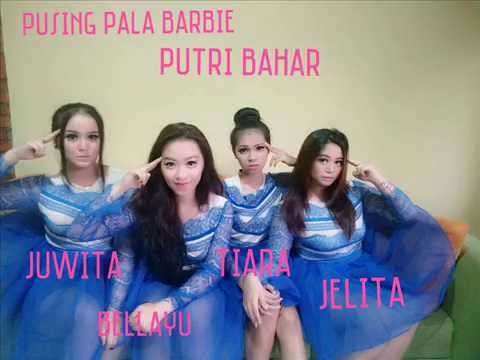 PUSING PALA BARBIE
PUTRI BAHAR
JUWITA
TIARA
JELITA
BELLAYU